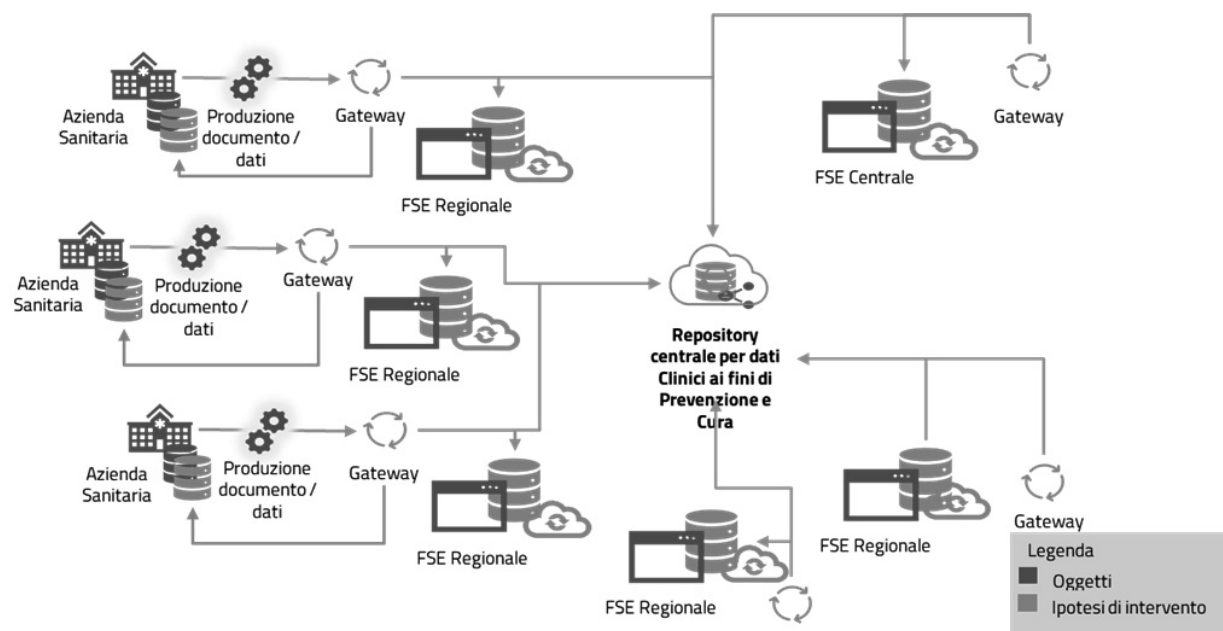 Azienda
Sanitaria
Produzione
documento /
dati
Gateway
FSE Regionale
FSE Centrale
Gateway
Azienda
Sanitaria
Produzione
documento /
dati
Gateway
FSE Regionale
Repository
centrale per dati
Clinici ai fini di
Prevenzione e
Cura
Azienda
Sanitaria
Produzione
documento /
dati
Gateway
FSE Regionale
FSE Regionale
FSE Regionale
Gateway
Legenda
Oggetti
Ipotesi di intervento